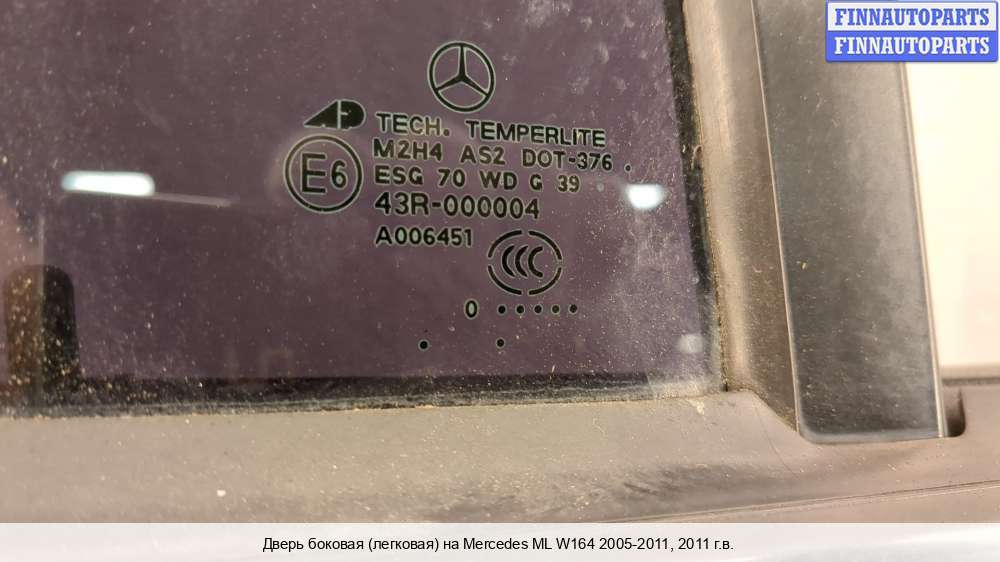 FINNAUTOPARTS
FINNAUTOPARTS
TECH. TEMPERLITE
M2H4 AS2 DOT-376
E6
ESG 70 WD G 39
43R-000004
A006451
CCC
0 •••••
Дверь боковая (легковая) на Mercedes ML W164 2005-2011, 2011 г.в.